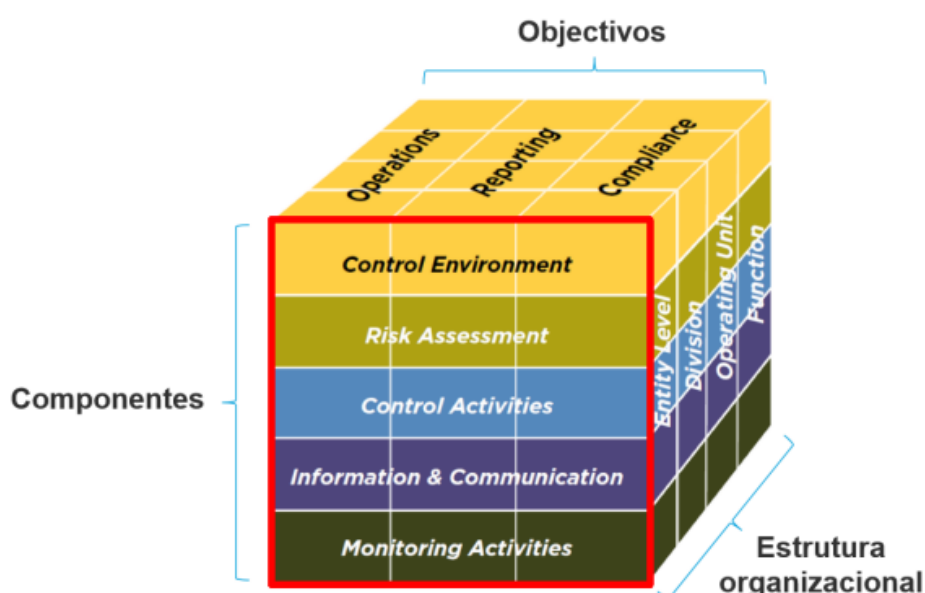 Objectivos
Operations
Reporting
Compliance
Componentes
Control Environment
Risk Assessment
Control Activities
Information & Communication
Monitoring Activities
Entity Level
Division
Operating Unit
Function
Estrutura
organizacional